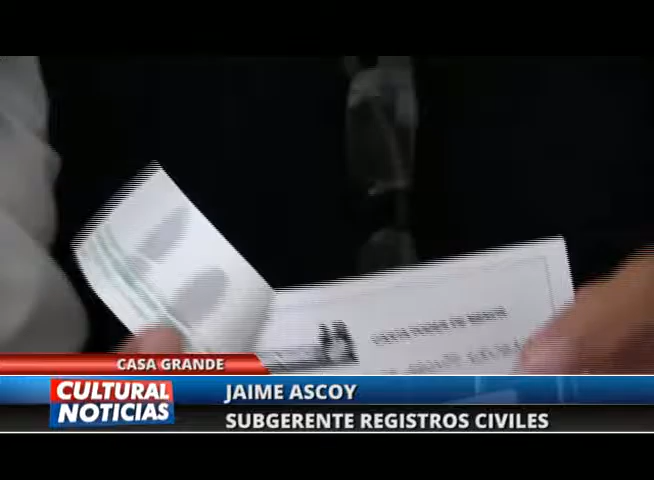 CASA GRANDE
CULTURAL
NOTICIAS
JAIME ASCOY
SUBGERENTE REGISTROS CIVILES